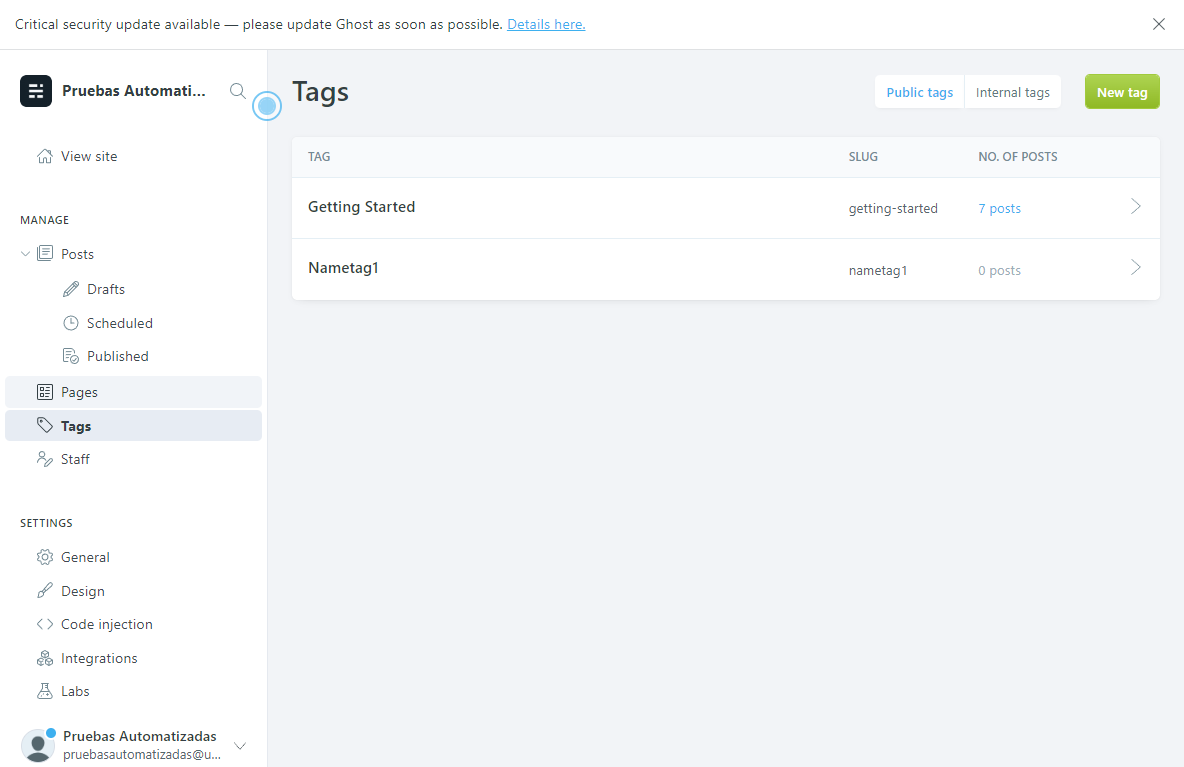 Critical security update available — please update Ghost as soon as possible. Details here.
Pruebas Automati...
View site
MANAGE
Posts
Drafts
Scheduled
Published
Pages
Tags
Staff
SETTINGS
General
Design
Code injection
Integrations
Labs
Pruebas Automatizadas
pruebasautomatizadas@u...
Tags
Public tags
Internal tags
New tag
TAG SLUG NO. OF POSTS
Getting Started getting-started 7 posts
Nametag1 nametag1 0 posts